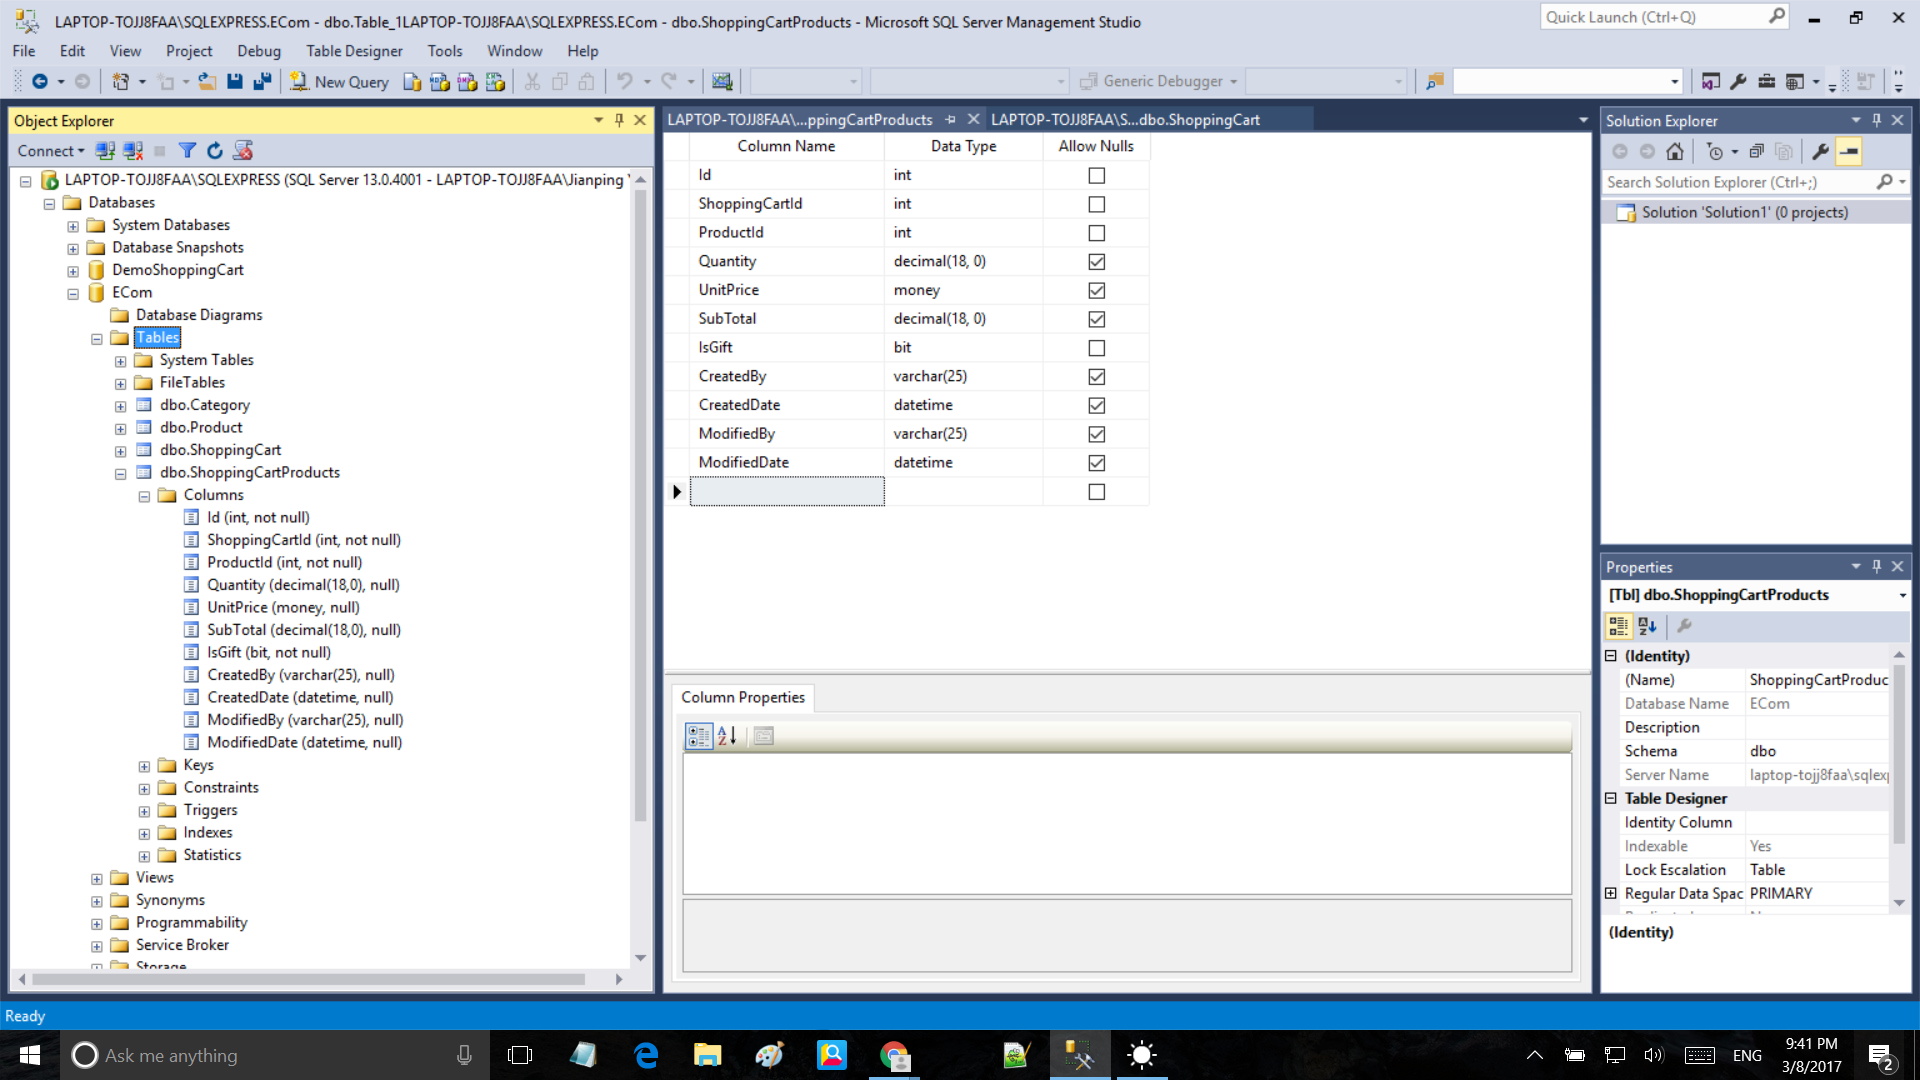 LAPTOP-TOJJ8FAA\SQLEXPRESS.ECom - dbo.Table_1LAPTOP-TOJJ8FAA\SQLEXPRESS.ECom - dbo.ShoppingCartProducts - Microsoft SQL Server Management Studio
Quick Launch (Ctrl+Q)
File Edit View Project Debug Table Designer Tools Window Help
New Query
Generic Debugger
Object Explorer
Connect
LAPTOP-TOJJ8FAA\SQLEXPRESS (SQL Server 13.0.4001 - LAPTOP-TOJJ8FAA\Jianping
Databases
System Databases
Database Snapshots
DemoShoppingCart
ECom
Database Diagrams
Tables
System Tables
FileTables
dbo.Category
dbo.Product
dbo.ShoppingCart
dbo.ShoppingCartProducts
Columns
Id (int, not null)
ShoppingCartId (int, not null)
ProductId (int, not null)
Quantity (decimal(18,0), null)
UnitPrice (money, null)
SubTotal (decimal(18,0), null)
IsGift (bit, not null)
CreatedBy (varchar(25), null)
CreatedDate (datetime, null)
ModifiedBy (varchar(25), null)
ModifiedDate (datetime, null)
Keys
Constraints
Triggers
Indexes
Statistics
Views
Synonyms
Programmability
Service Broker
Storage
LAPTOP-TOJJ8FAA\...ppingCartProducts LAPTOP-TOJJ8FAA\S...dbo.ShoppingCart
Column Name Data Type Allow Nulls
Id int
ShoppingCartId int
ProductId int
Quantity decimal(18, 0)
UnitPrice money
SubTotal decimal(18, 0)
IsGift bit
CreatedBy varchar(25)
CreatedDate datetime
ModifiedBy varchar(25)
ModifiedDate datetime
Column Properties
Solution Explorer
Search Solution Explorer (Ctrl+;)
Solution 'Solution1' (0 projects)
Properties
[Tbl] dbo.ShoppingCartProducts
(Identity)
(Name) ShoppingCartProduc
Database Name ECom
Description
Schema dbo
Server Name laptop-tojj8faa\sqlexp
Table Designer
Identity Column
Indexable Yes
Lock Escalation Table
Regular Data Spac PRIMARY
(Identity)
Ready
Ask me anything
ENG
9:41 PM
3/8/2017
2